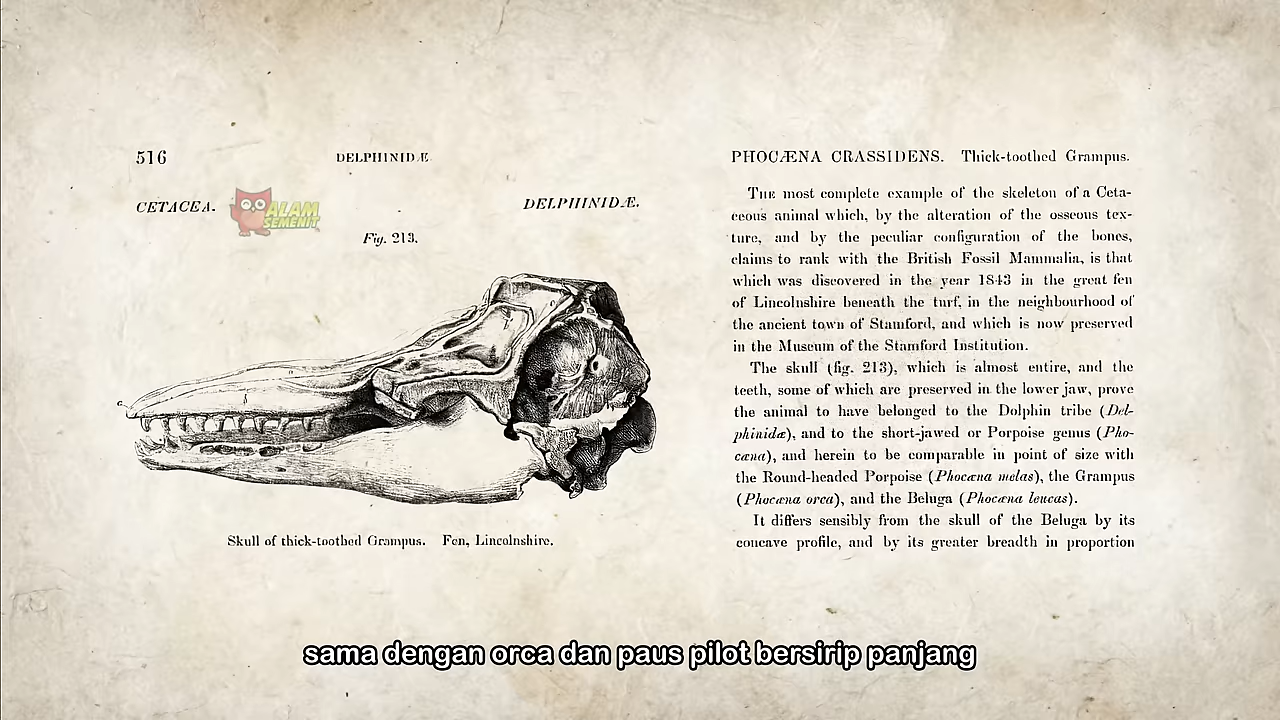 516
DELPHINIDÆ
CETACEA.
ALAM
SEMENIT
DELPHINIDÆ.
Fig. 213.
Skull of thick-toothed Grampus. Fen, Lincolnshire.
PHOCÆNA CRASSIDENS. Thick-toothed Grampus.
THE most complete example of the skeleton of a Ceta-
ceous animal which, by the alteration of the osseous tex-
ture, and by the peculiar configuration of the bones,
claims to rank with the British Fossil Mammalia, is that
which was discovered in the year 1843 in the great fen
of Lincolnshire beneath the turf, in the neighbourhood of
the ancient town of Stamford, and which is now preserved
in the Museum of the Stamford Institution.
The skull (fig. 213), which is almost entire, and the
teeth, some of which are preserved in the lower jaw, prove
the animal to have belonged to the Dolphin tribe (Del-
phinidæ), and to the short-jawed or Porpoise genus (Pho-
cæna), and herein to be comparable in point of size with
the Round-headed Porpoise (Phocæna melas), the Grampus
(Phocæna orca), and the Beluga (Phocæna leucas).
It differs sensibly from the skull of the Beluga by its
concave profile, and by its greater breadth in proportion
sama dengan orca dan paus pilot bersirip panjang